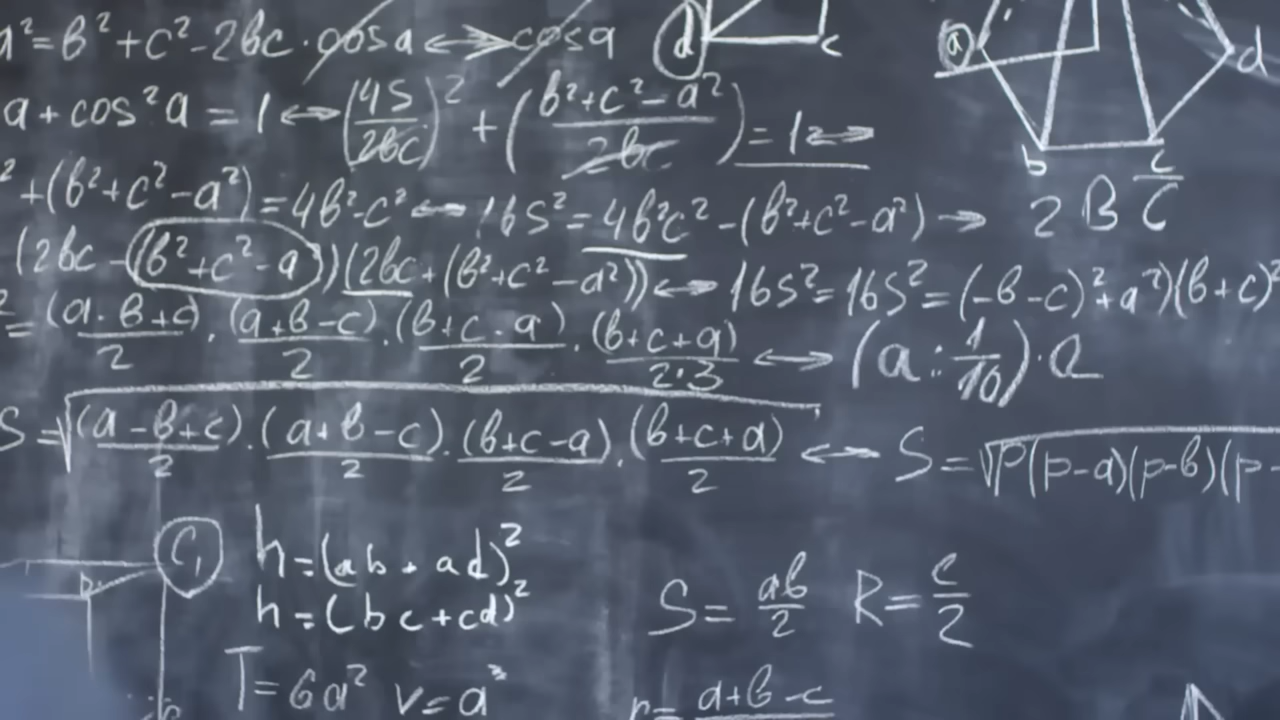 a²=b²+c²-2bc·cosa⟷cosa
a+cos²a=1⟷(4S/2bc)²+(b²+c²-a²/2bc)=1⟷
²+(b²+c²-a²)=4b²-c²⟷16S²=4b²c²-(b²+c²-a²)→
(2bc-(b²+c²-a))(2bc+(b²+c²-a²))⟷16S²=16S²=(-b-c)²+a²)(b+c)²
²=(a·b+c)/2·(a+b-c)/2·(b+c-a)/2·(b+c+a)/2·3⟷(a:1/10)·
S=√(a-b+c)/2·(a+b-c)/2·(b+c-a)/2·(b+c+a)/2⟷S=√p(p-a)(p-b)(p-
d
c
a
d
b
c
2BC
C₁
h=(ab+ad)²
h=(bc+cd)²
T=6a² v=a³
S=ab/2 R=c/2
r=a+b-c